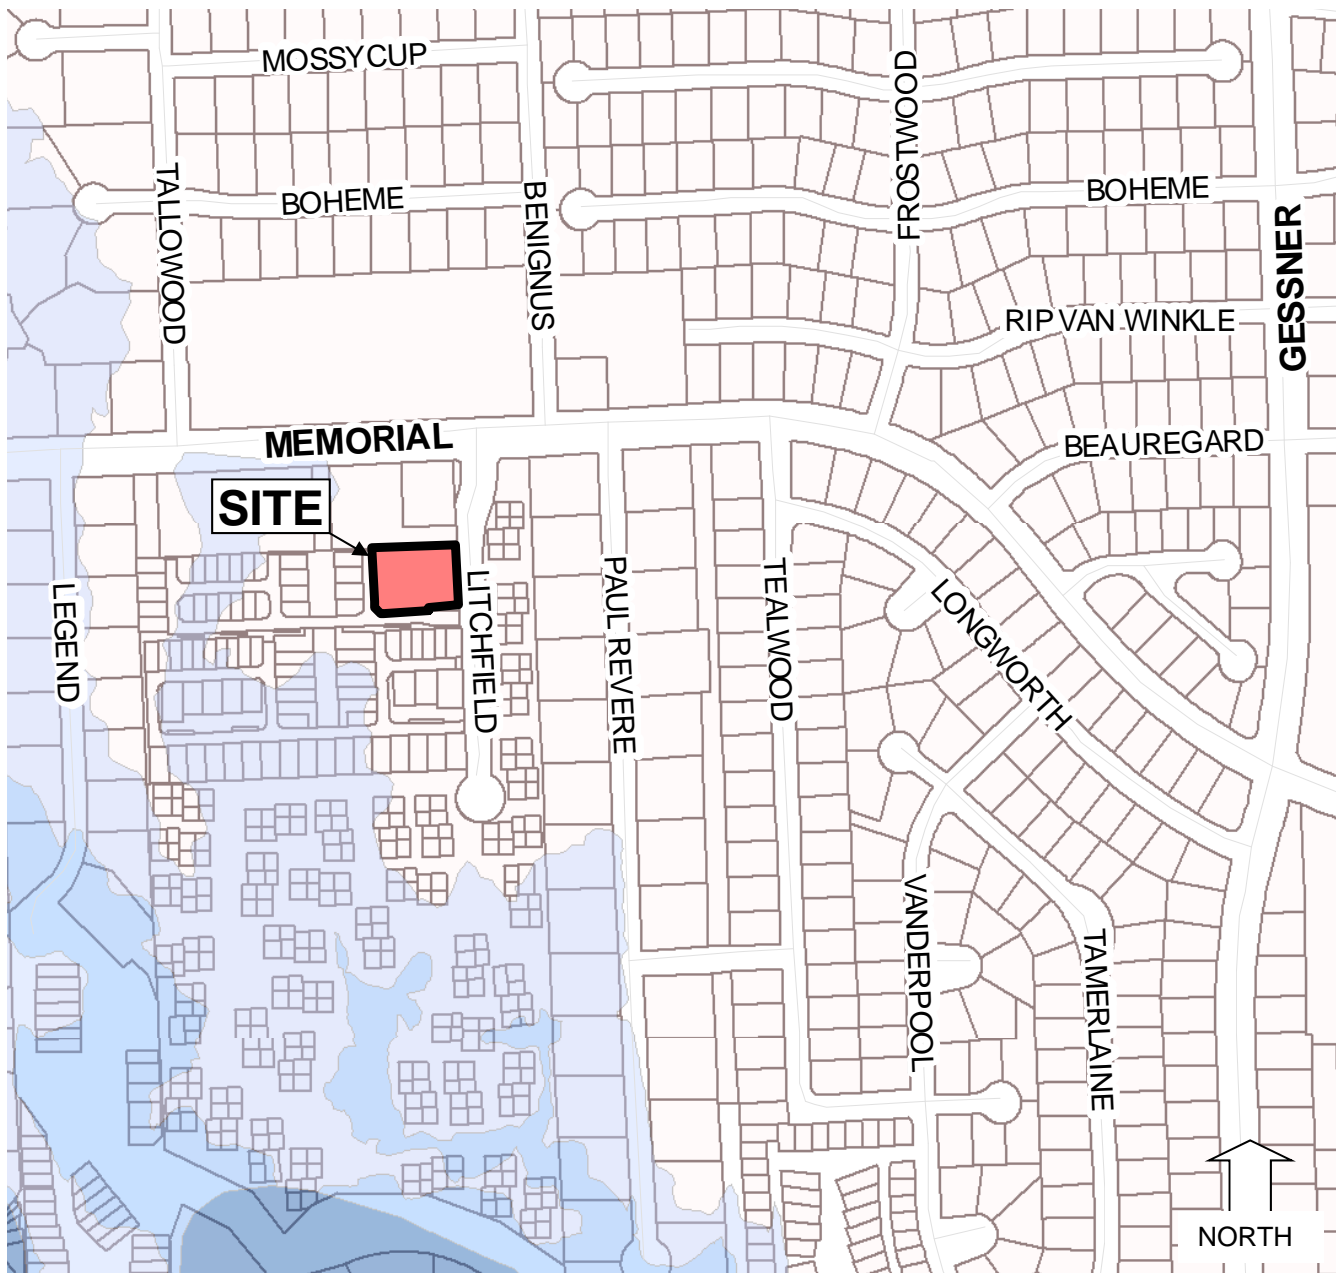 MOSSYCUP
FROSTWOOD
TALLOWOOD
BOHEME
BENIGNUS
BOHEME
GESSNER
RIP VAN WINKLE
MEMORIAL
BEAUREGARD
SITE
LEGEND
LITCHFIELD
PAUL REVERE
TEALWOOD
LONGWORTH
VANDERPOOL
TAMERLAINE
NORTH